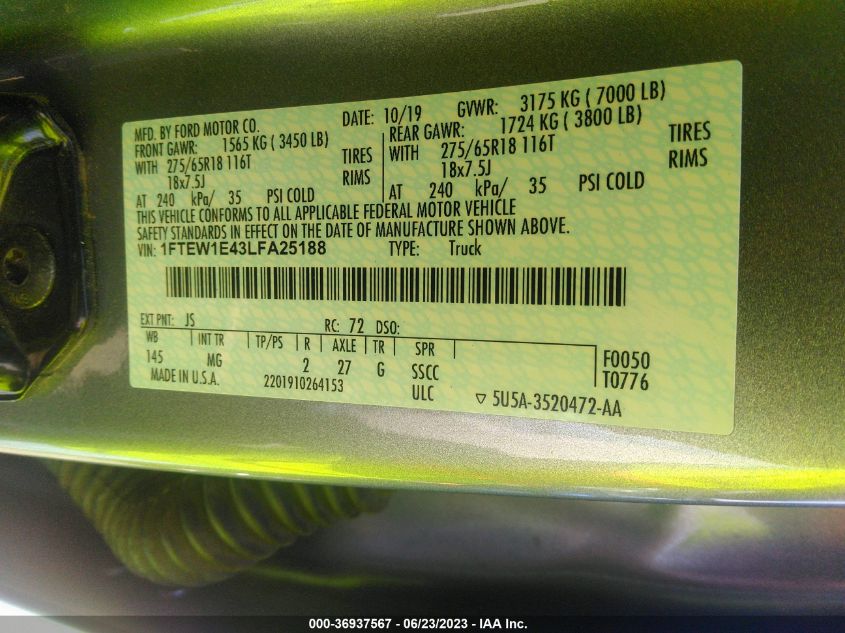 MFD. BY FORD MOTOR CO. DATE: 10/19 GVWR: 3175 KG ( 7000 LB)
FRONT GAWR: 1565 KG ( 3450 LB) REAR GAWR: 1724 KG ( 3800 LB)
WITH 275/65R18 116T TIRES WITH 275/65R18 116T TIRES
18x7.5J RIMS 18x7.5J RIMS
AT 240 kPa/ 35 PSI COLD AT 240 kPa/ 35 PSI COLD
THIS VEHICLE CONFORMS TO ALL APPLICABLE FEDERAL MOTOR VEHICLE
SAFETY STANDARDS IN EFFECT ON THE DATE OF MANUFACTURE SHOWN ABOVE.
VIN: 1FTEW1E43LFA25188 TYPE: Truck
EXT PNT: JS RC: 72 DSO:
WB INT TR TP/PS R AXLE TR SPR F0050
145 MG 2 27 G SSCC T0776
MADE IN U.S.A. 2201910264153 ULC ▽ 5U5A-3520472-AA
000-36937567 - 06/23/2023 - IAA Inc.